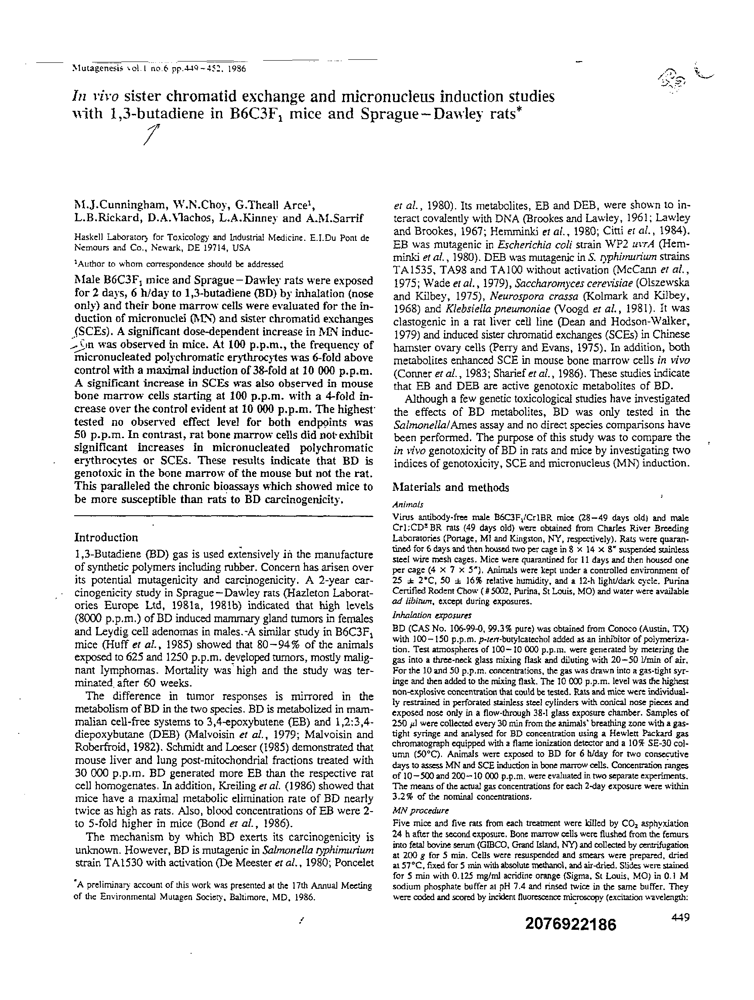 Mutagenesis vol.1 no.6 pp.449–452, 1986
In vivo sister chromatid exchange and micronucleus induction studies
with 1,3-butadiene in B6C3F1 mice and Sprague–Dawley rats*
M.J.Cunningham, W.N.Choy, G.Theall Arce1,
L.B.Rickard, D.A.Vlachos, L.A.Kinney and A.M.Sarrif
Haskell Laboratory for Toxicology and Industrial Medicine, E.I.Du Pont de
Nemours and Co., Newark, DE 19714, USA
1Author to whom correspondence should be addressed
Male B6C3F1 mice and Sprague–Dawley rats were exposed
for 2 days, 6 h/day to 1,3-butadiene (BD) by inhalation (nose
only) and their bone marrow cells were evaluated for the in-
duction of micronuclei (MN) and sister chromatid exchanges
(SCEs). A significant dose-dependent increase in MN induc-
tion was observed in mice. At 100 p.p.m., the frequency of
micronucleated polychromatic erythrocytes was 6-fold above
control with a maximal induction of 38-fold at 10 000 p.p.m.
A significant increase in SCEs was also observed in mouse
bone marrow cells starting at 100 p.p.m. with a 4-fold in-
crease over the control evident at 10 000 p.p.m. The highest
tested no observed effect level for both endpoints was
50 p.p.m. In contrast, rat bone marrow cells did not exhibit
significant increases in micronucleated polychromatic
erythrocytes or SCEs. These results indicate that BD is
genotoxic in the bone marrow of the mouse but not the rat.
This paralleled the chronic bioassays which showed mice to
be more susceptible than rats to BD carcinogenicity.
Introduction
1,3-Butadiene (BD) gas is used extensively in the manufacture
of synthetic polymers including rubber. Concern has arisen over
its potential mutagenicity and carcinogenicity. A 2-year car-
cinogenicity study in Sprague–Dawley rats (Hazleton Laborat-
ories Europe Ltd, 1981a, 1981b) indicated that high levels
(8000 p.p.m.) of BD induced mammary gland tumors in females
and Leydig cell adenomas in males. A similar study in B6C3F1
mice (Huff et al., 1985) showed that 80–94% of the animals
exposed to 625 and 1250 p.p.m. developed tumors, mostly malig-
nant lymphomas. Mortality was high and the study was ter-
minated after 60 weeks.
The difference in tumor responses is mirrored in the
metabolism of BD in the two species. BD is metabolized in mam-
malian cell-free systems to 3,4-epoxybutene (EB) and 1,2:3,4-
diepoxybutane (DEB) (Malvoisin et al., 1979; Malvoisin and
Roberfroid, 1982). Schmidt and Loeser (1985) demonstrated that
mouse liver and lung post-mitochondrial fractions treated with
30 000 p.p.m. BD generated more EB than the respective rat
cell homogenates. In addition, Kreiling et al. (1986) showed that
mice have a maximal metabolic elimination rate of BD nearly
twice as high as rats. Also, blood concentrations of EB were 2-
to 5-fold higher in mice (Bond et al., 1986).
The mechanism by which BD exerts its carcinogenicity is
unknown. However, BD is mutagenic in Salmonella typhimurium
strain TA1530 with activation (De Meester et al., 1980; Poncelet
*A preliminary account of this work was presented at the 17th Annual Meeting
of the Environmental Mutagen Society, Baltimore, MD, 1986.
et al., 1980). Its metabolites, EB and DEB, were shown to in-
teract covalently with DNA (Brookes and Lawley, 1961; Lawley
and Brookes, 1967; Hemminki et al., 1980; Citti et al., 1984).
EB was mutagenic in Escherichia coli strain WP2 uvrA (Hem-
minki et al., 1980). DEB was mutagenic in S. typhimurium strains
TA1535, TA98 and TA100 without activation (McCann et al.,
1975; Wade et al., 1979), Saccharomyces cerevisiae (Olszewska
and Kilbey, 1975), Neurospora crassa (Kolmark and Kilbey,
1968) and Klebsiella pneumoniae (Voogd et al., 1981). It was
clastogenic in a rat liver cell line (Dean and Hodson-Walker,
1979) and induced sister chromatid exchanges (SCEs) in Chinese
hamster ovary cells (Perry and Evans, 1975). In addition, both
metabolites enhanced SCE in mouse bone marrow cells in vivo
(Conner et al., 1983; Sharief et al., 1986). These studies indicate
that EB and DEB are active genotoxic metabolites of BD.
Although a few genetic toxicological studies have investigated
the effects of BD metabolites, BD was only tested in the
Salmonella/Ames assay and no direct species comparisons have
been performed. The purpose of this study was to compare the
in vivo genotoxicity of BD in rats and mice by investigating two
indices of genotoxicity, SCE and micronucleus (MN) induction.
Materials and methods
Animals
Virus antibody-free male B6C3F1/Cr1BR mice (28–49 days old) and male
Cr1:CD® BR rats (49 days old) were obtained from Charles River Breeding
Laboratories (Portage, MI and Kingston, NY, respectively). Rats were quaran-
tined for 6 days and then housed two per cage in 8 × 14 × 8" suspended stainless
steel wire mesh cages. Mice were quarantined for 11 days and then housed one
per cage (4 × 7 × 5"). Animals were kept under a controlled environment of
25 ± 2°C, 50 ± 16% relative humidity, and a 12-h light/dark cycle. Purina
Certified Rodent Chow (#5002, Purina, St Louis, MO) and water were available
ad libitum, except during exposures.
Inhalation exposures
BD (CAS No. 106-99-0, 99.3% pure) was obtained from Conoco (Austin, TX)
with 100–150 p.p.m. p-tert-butylcatechol added as an inhibitor of polymeriza-
tion. Test atmospheres of 100–10 000 p.p.m. were generated by metering the
gas into a three-neck glass mixing flask and diluting with 20–50 l/min of air.
For the 10 and 50 p.p.m. concentrations, the gas was drawn into a gas-tight syr-
inge and then added to the mixing flask. The 10 000 p.p.m. level was the highest
non-explosive concentration that could be tested. Rats and mice were individual-
ly restrained in perforated stainless steel cylinders with conical nose pieces and
exposed nose only in a flow-through 38-l glass exposure chamber. Samples of
250 μl were collected every 30 min from the animals' breathing zone with a gas-
tight syringe and analysed for BD concentration using a Hewlett Packard gas
chromatograph equipped with a flame ionization detector and a 10% SE-30 col-
umn (50°C). Animals were exposed to BD for 6 h/day for two consecutive
days to assess MN and SCE induction in bone marrow cells. Concentration ranges
of 10–500 and 200–10 000 p.p.m. were evaluated in two separate experiments.
The means of the actual gas concentrations for each 2-day exposure were within
3.2% of the nominal concentrations.
MN procedure
Five mice and five rats from each treatment were killed by CO2 asphyxiation
24 h after the second exposure. Bone marrow cells were flushed from the femurs
into fetal bovine serum (GIBCO, Grand Island, NY) and collected by centrifugation
at 200 g for 5 min. Cells were resuspended and smears were prepared, dried
at 57°C, fixed for 5 min with absolute methanol, and air-dried. Slides were stained
for 5 min with 0.125 mg/ml acridine orange (Sigma, St Louis, MO) in 0.1 M
sodium phosphate buffer at pH 7.4 and rinsed twice in the same buffer. They
were coded and scored by incident fluorescence microscopy (excitation wavelength:
449
2076922186